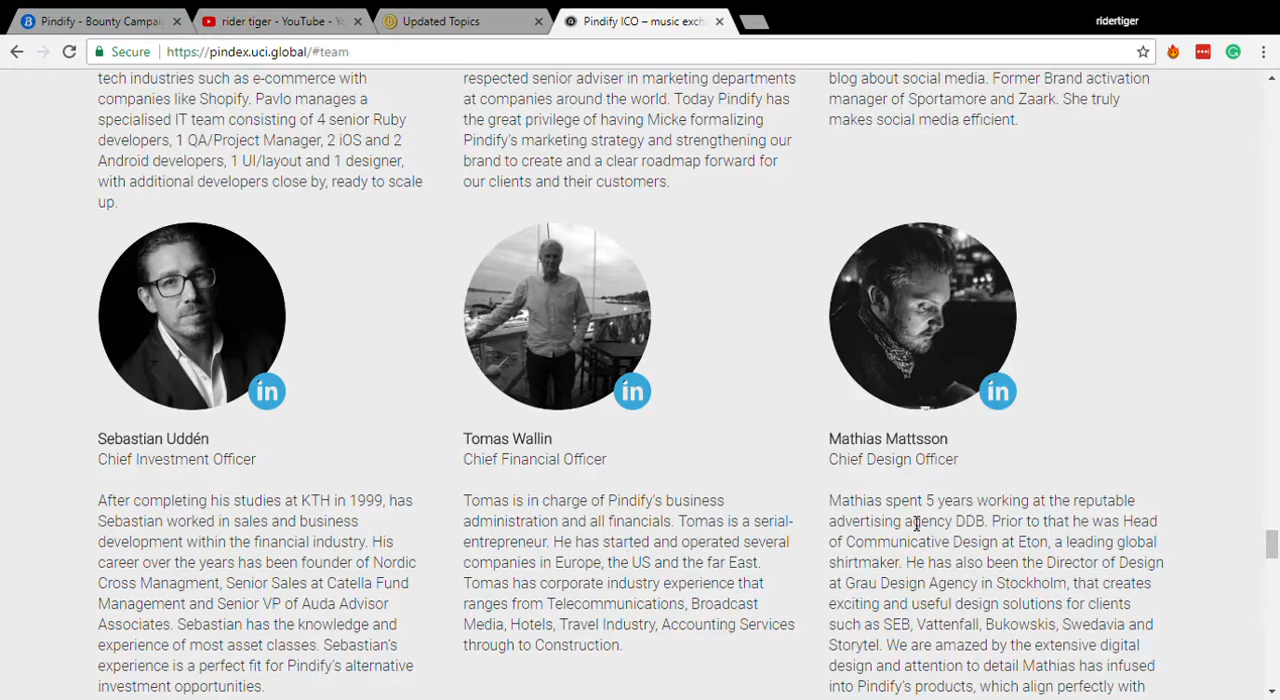 Pindify - Bounty Campai
rider tiger - YouTube - Yo
Updated Topics
Pindify ICO – music exch
ridertiger
Secure
https://pindex.uci.global/#team
tech industries such as e-commerce with
companies like Shopify. Pavlo manages a
specialised IT team consisting of 4 senior Ruby
developers, 1 QA/Project Manager, 2 iOS and 2
Android developers, 1 UI/layout and 1 designer,
with additional developers close by, ready to scale
up.
respected senior adviser in marketing departments
at companies around the world. Today Pindify has
the great privilege of having Micke formalizing
Pindify's marketing strategy and strengthening our
brand to create and a clear roadmap forward for
our clients and their customers.
blog about social media. Former Brand activation
manager of Sportamore and Zaark. She truly
makes social media efficient.
in
Sebastian Uddén
Chief Investment Officer
After completing his studies at KTH in 1999, has
Sebastian worked in sales and business
development within the financial industry. His
career over the years has been founder of Nordic
Cross Managment, Senior Sales at Catella Fund
Management and Senior VP of Auda Advisor
Associates. Sebastian has the knowledge and
experience of most asset classes. Sebastian's
experience is a perfect fit for Pindify's alternative
investment opportunities.
in
Tomas Wallin
Chief Financial Officer
Tomas is in charge of Pindify's business
administration and all financials. Tomas is a serial-
entrepreneur. He has started and operated several
companies in Europe, the US and the far East.
Tomas has corporate industry experience that
ranges from Telecommunications, Broadcast
Media, Hotels, Travel Industry, Accounting Services
through to Construction.
in
Mathias Mattsson
Chief Design Officer
Mathias spent 5 years working at the reputable
advertising agency DDB. Prior to that he was Head
of Communicative Design at Eton, a leading global
shirtmaker. He has also been the Director of Design
at Grau Design Agency in Stockholm, that creates
exciting and useful design solutions for clients
such as SEB, Vattenfall, Bukowskis, Swedavia and
Storytel. We are amazed by the extensive digital
design and attention to detail Mathias has infused
into Pindify's products, which align perfectly with